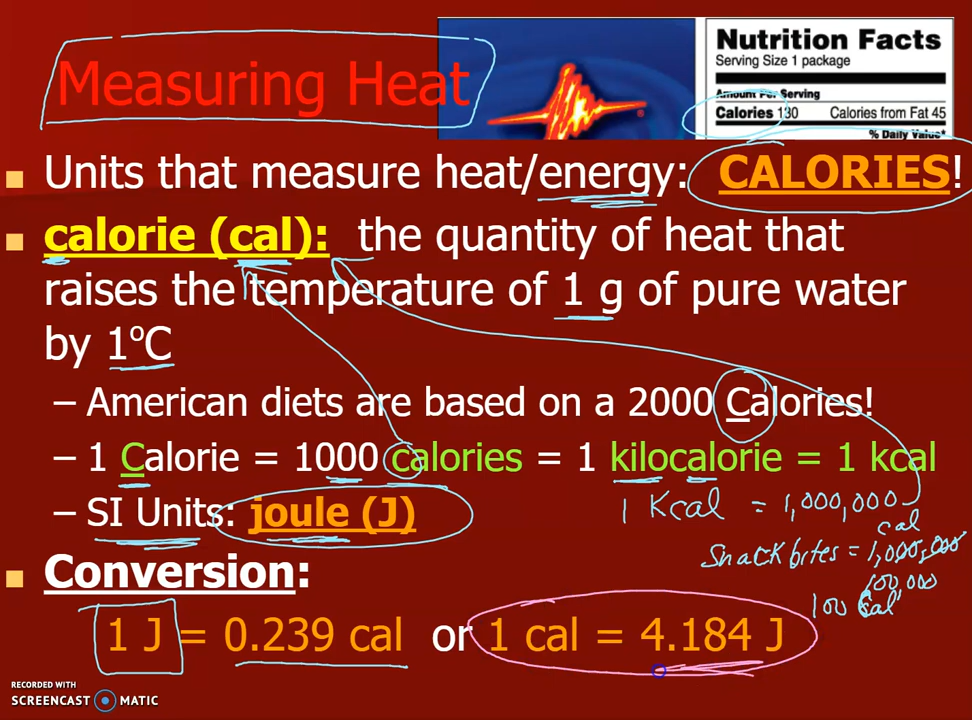 Measuring Heat
Nutrition Facts
Serving Size 1 package
Amount Per Serving
Calories 130 Calories from Fat 45
% Daily Value*
■ Units that measure heat/energy: CALORIES!
■ calorie (cal): the quantity of heat that
raises the temperature of 1 g of pure water
by 1°C
– American diets are based on a 2000 Calories!
– 1 Calorie = 1000 calories = 1 kilocalorie = 1 kcal
1 Kcal = 1,000,000
cal
– SI Units: joule (J)
Snack bites = 1,000,000
100,000
100 Cal
■ Conversion:
1 J = 0.239 cal or 1 cal = 4.184 J
RECORDED WITH
SCREENCAST MATIC